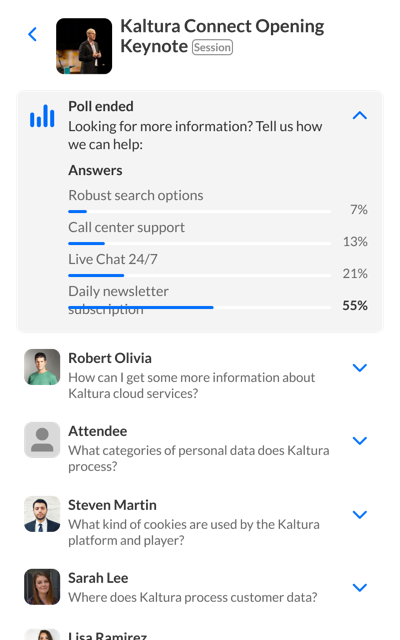 Kaltura Connect Opening
Keynote Session
Poll ended
Looking for more information? Tell us how
we can help:
Answers
Robust search options
7%
Call center support
13%
Live Chat 24/7
21%
Daily newsletter
subscription
55%
Robert Olivia
How can I get some more information about
Kaltura cloud services?
Attendee
What categories of personal data does Kaltura
process?
Steven Martin
What kind of cookies are used by the Kaltura
platform and player?
Sarah Lee
Where does Kaltura process customer data?
Lisa Ramirez